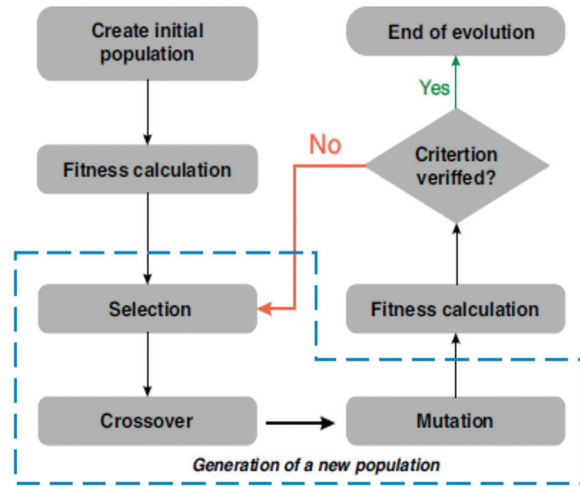 Create initial
population
Fitness calculation
Selection
Crossover
Mutation
Generation of a new population
Fitness calculation
Critertion
veriffed?
No
Yes
End of evolution